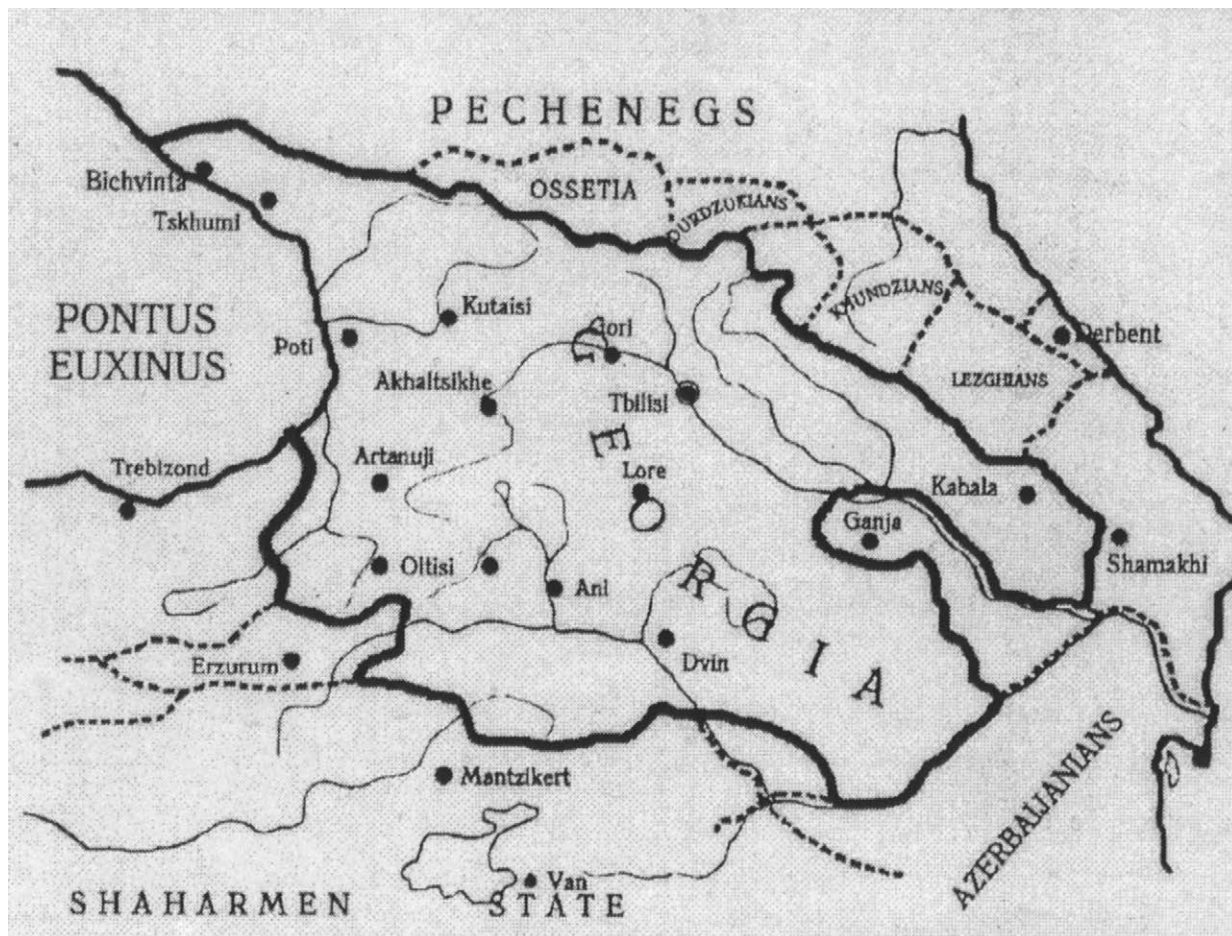 PECHENEGS
Bichvinta
OSSETIA
DURDZUKIANS
Tskhumi
KHUNDZIANS
PONTUS
EUXINUS
Kutaisi
Poti
Gori
Derbent
Akhaltsikhe
Tbilisi
LEZGHIANS
GEORGIA
Trebizond
Artanuji
Lore
Kabala
Ganja
Oltisi
Ani
Shamakhi
Erzurum
Dvin
Mantzikert
AZERBAIJANIANS
Van
SHAHARMEN STATE